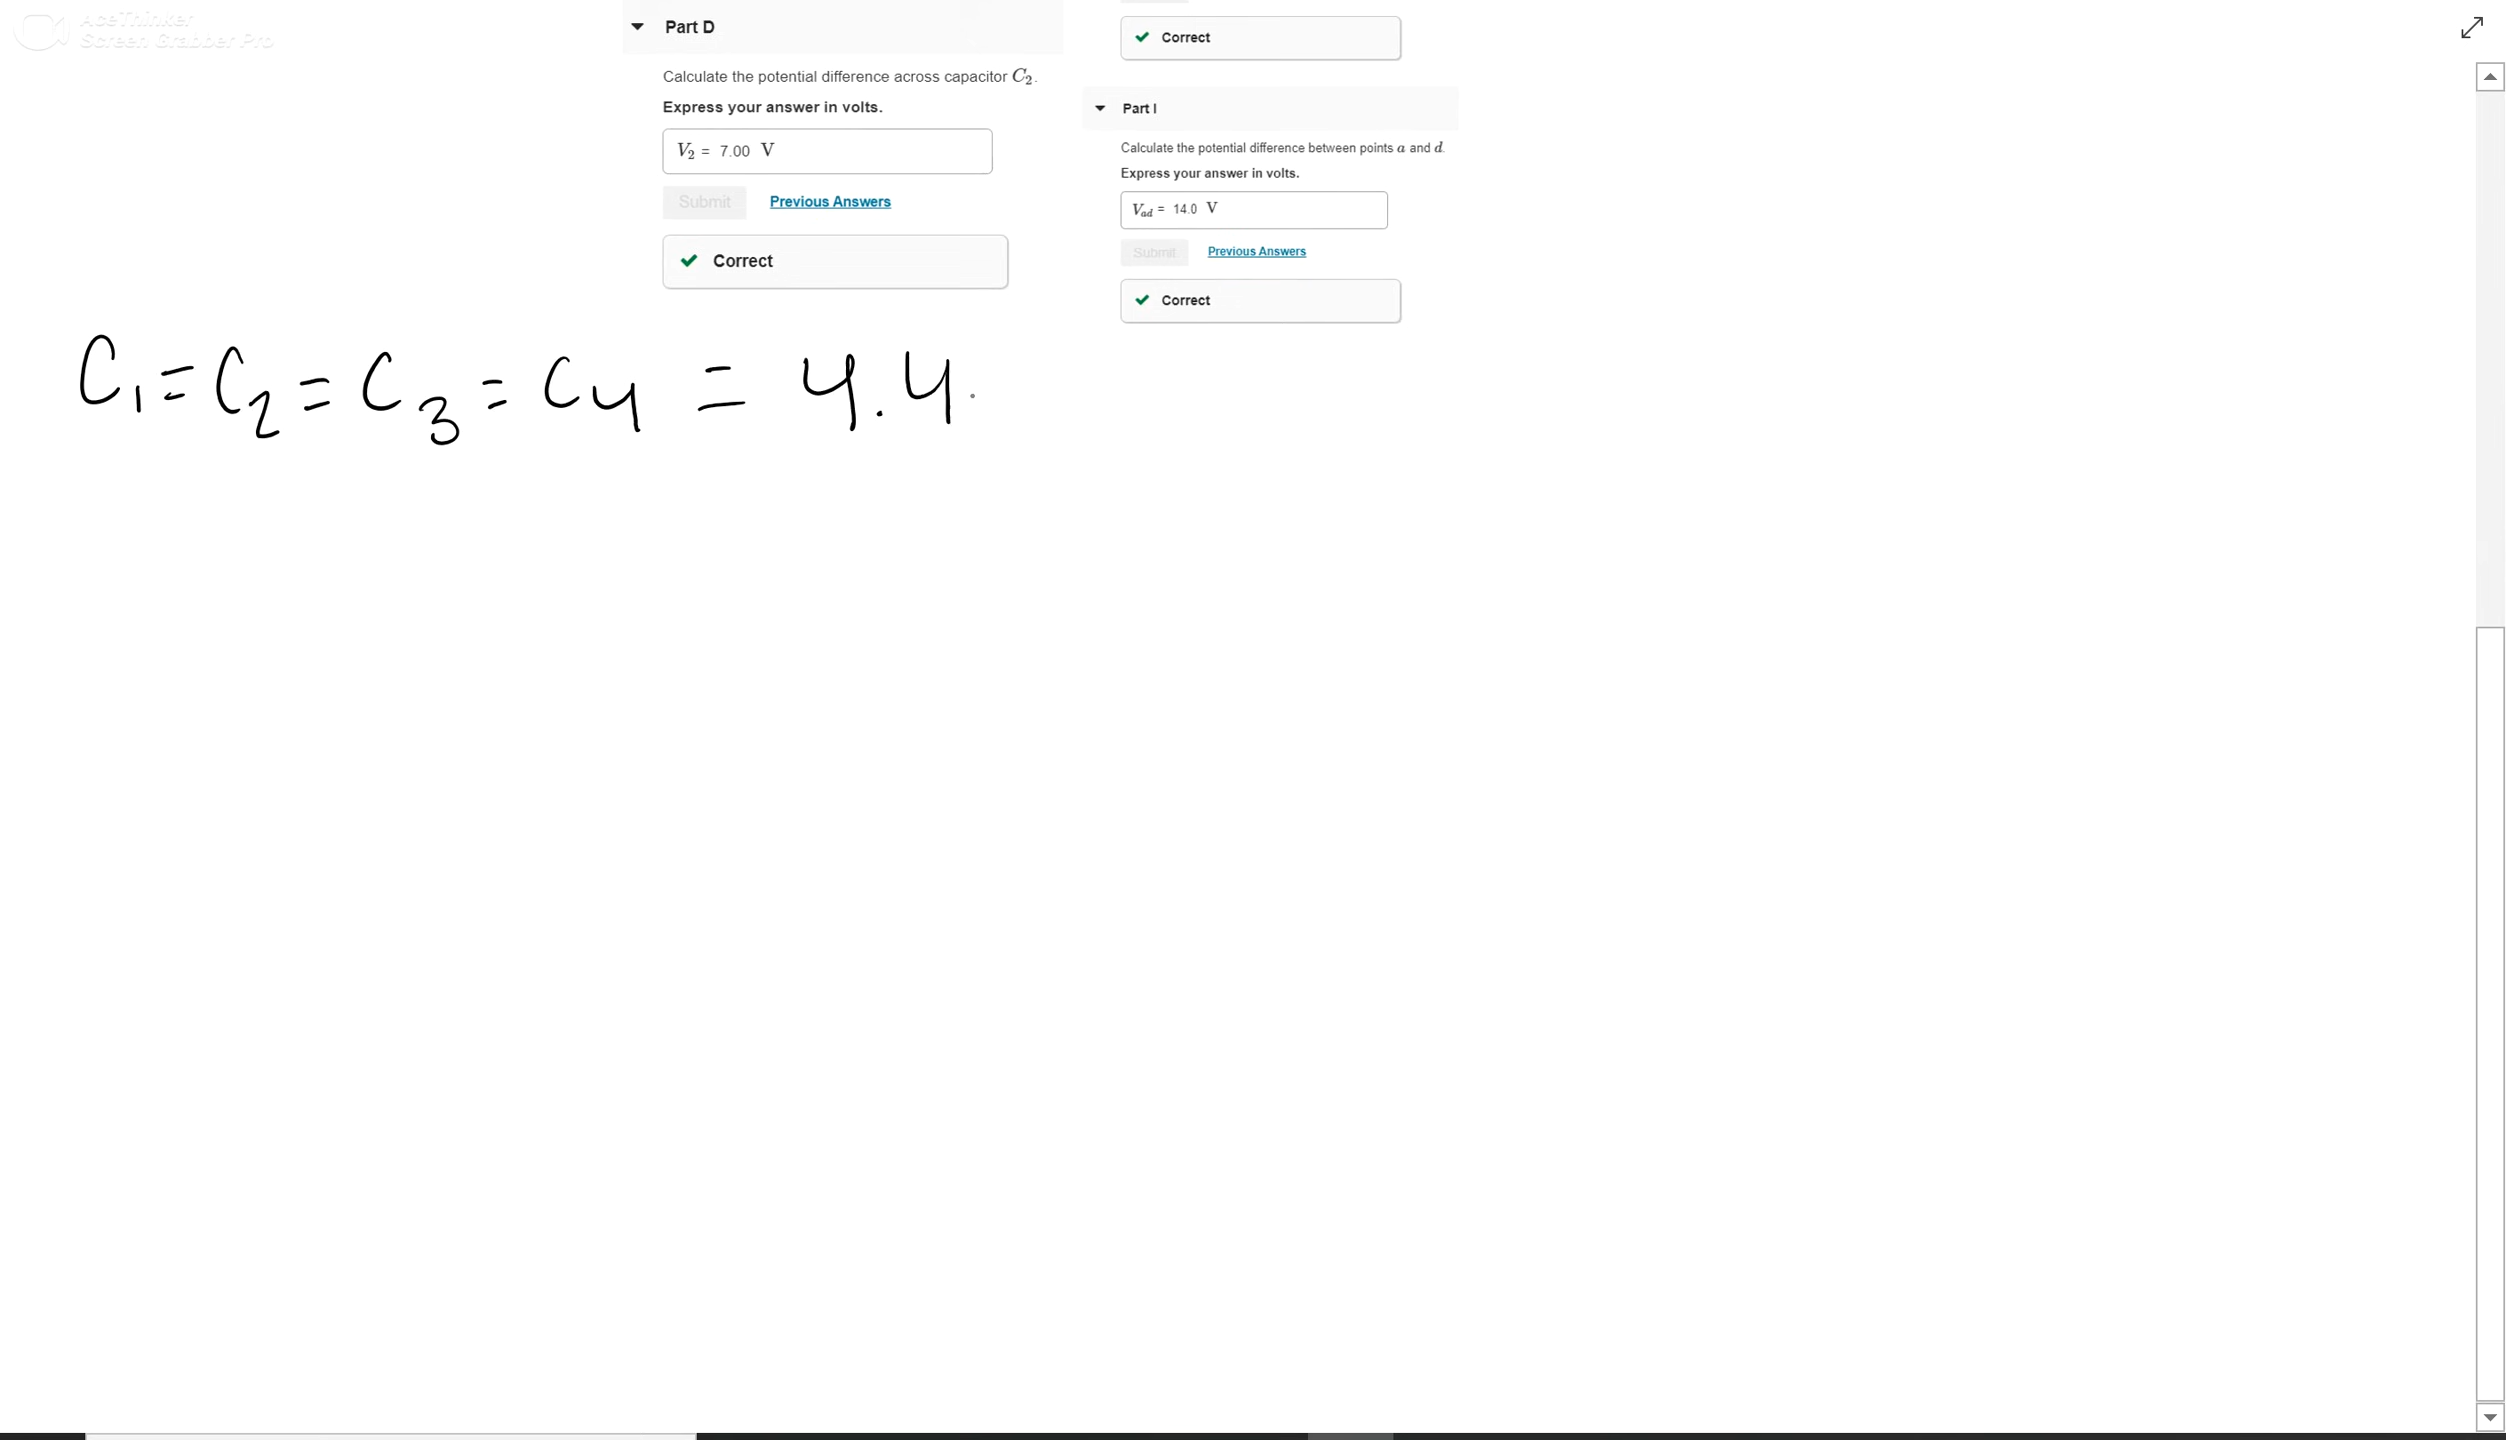 AceThinker
Screen Grabber Pro
Part D
Calculate the potential difference across capacitor C₂.
Express your answer in volts.
V₂ = 7.00 V
Submit Previous Answers
Correct
Correct
Part I
Calculate the potential difference between points a and d.
Express your answer in volts.
V_ad = 14.0 V
Submit Previous Answers
Correct
C₁ = C₂ = C₃ = C₄ = 4.4